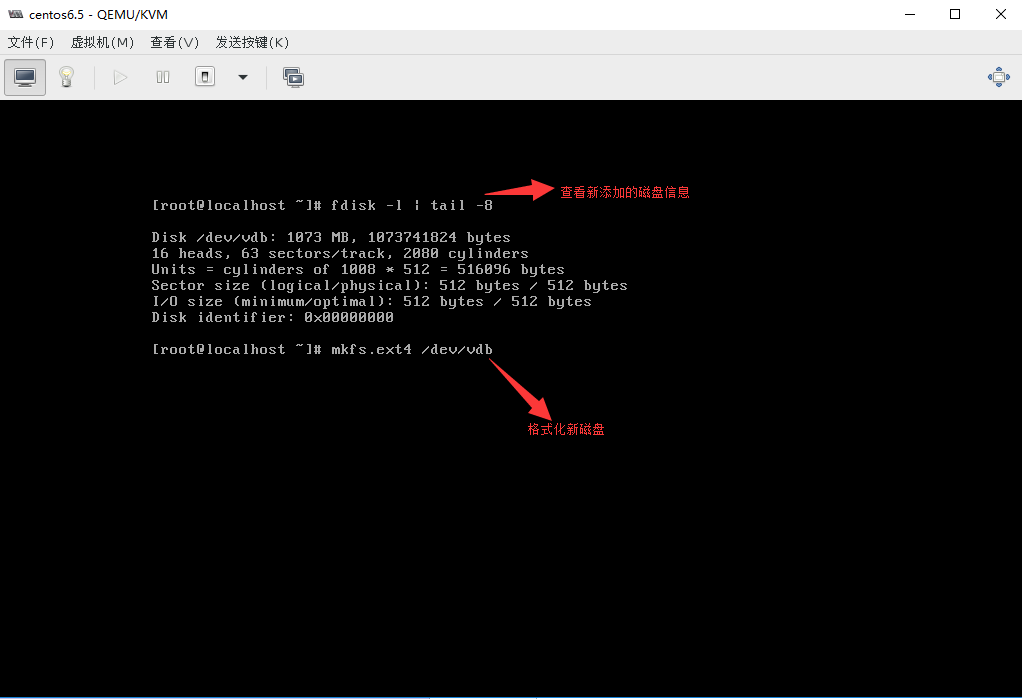 centos6.5 - QEMU/KVM
文件(F) 虚拟机(M) 查看(V) 发送按键(K)
查看新添加的磁盘信息
[root@localhost ~]# fdisk -l | tail -8
Disk /dev/vdb: 1073 MB, 1073741824 bytes
16 heads, 63 sectors/track, 2080 cylinders
Units = cylinders of 1008 * 512 = 516096 bytes
Sector size (logical/physical): 512 bytes / 512 bytes
I/O size (minimum/optimal): 512 bytes / 512 bytes
Disk identifier: 0x00000000
[root@localhost ~]# mkfs.ext4 /dev/vdb
格式化新磁盘